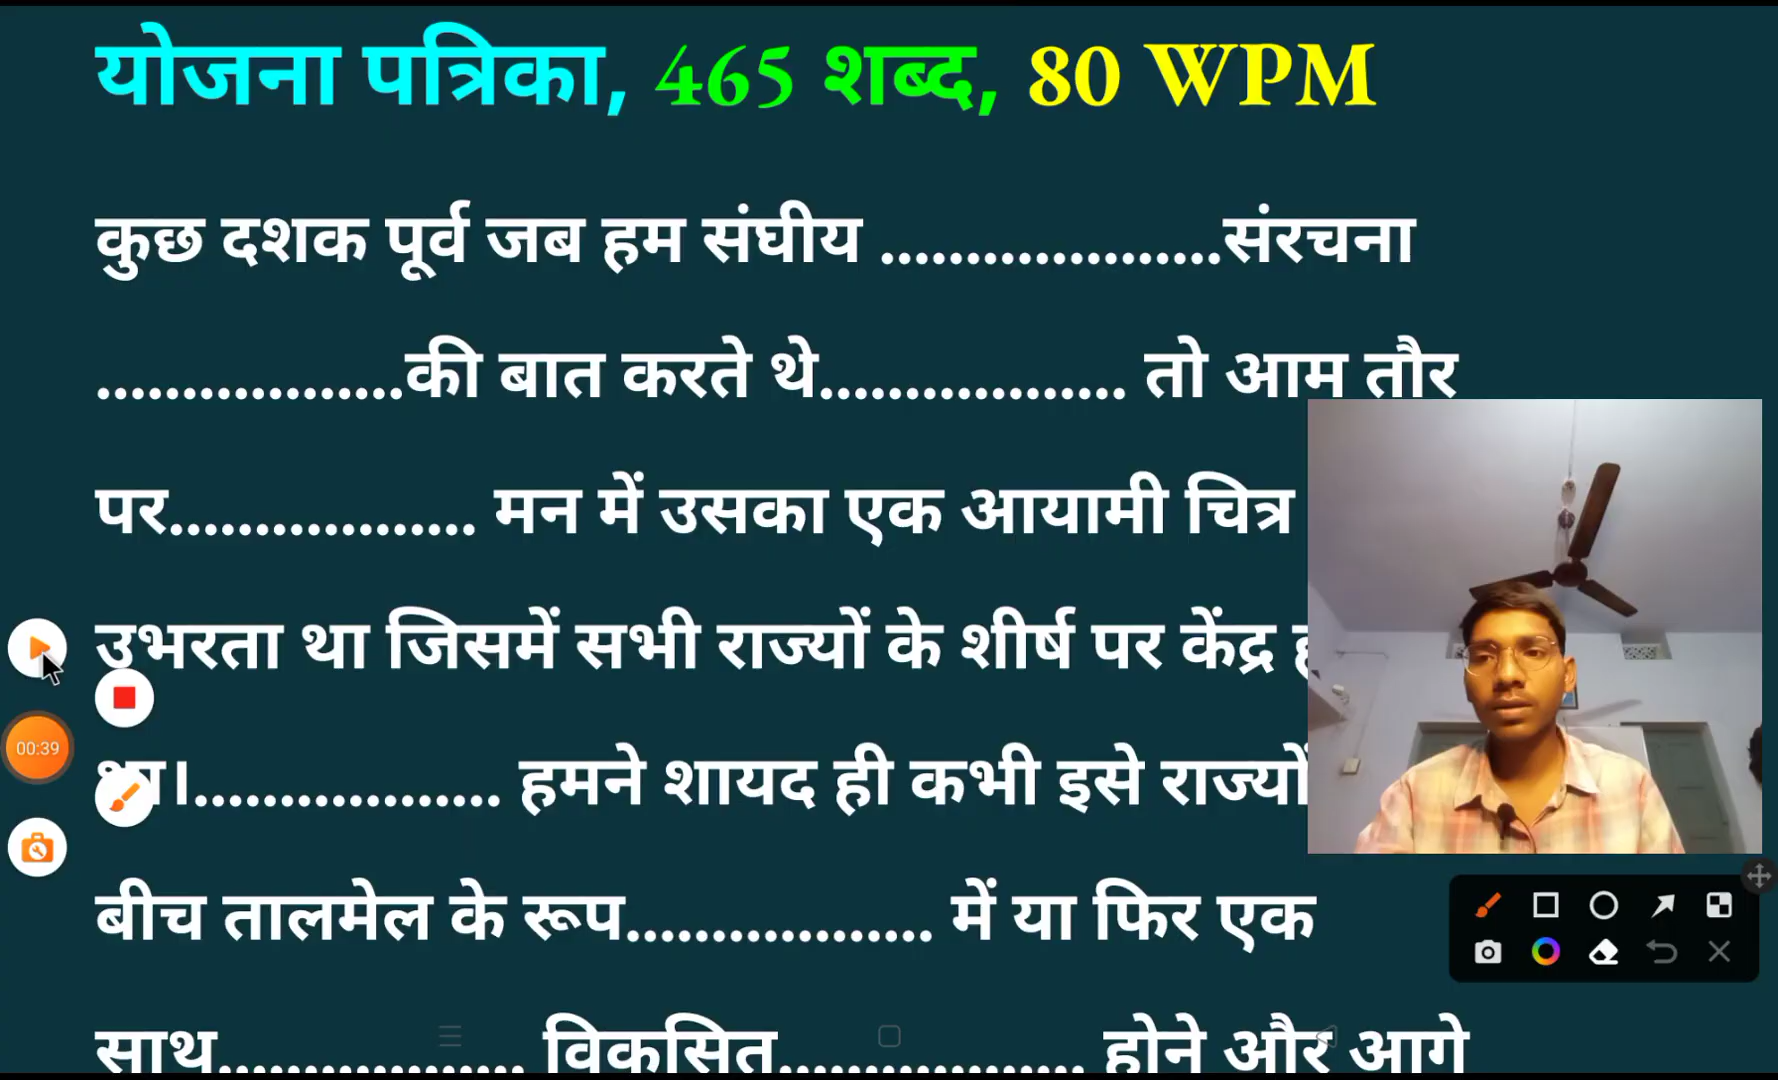 योजना पत्रिका, 465 शब्द, 80 WPM
कुछ दशक पूर्व जब हम संघीय ....................संरचना
..................की बात करते थे.................. तो आम तौर
पर.................. मन में उसका एक आयामी चित्र
उभरता था जिसमें सभी राज्यों के शीर्ष पर केंद्र
00:39
था।.................. हमने शायद ही कभी इसे राज्यों
बीच तालमेल के रूप.................. में या फिर एक
साथ.................. विकसित.................. होने और आगे